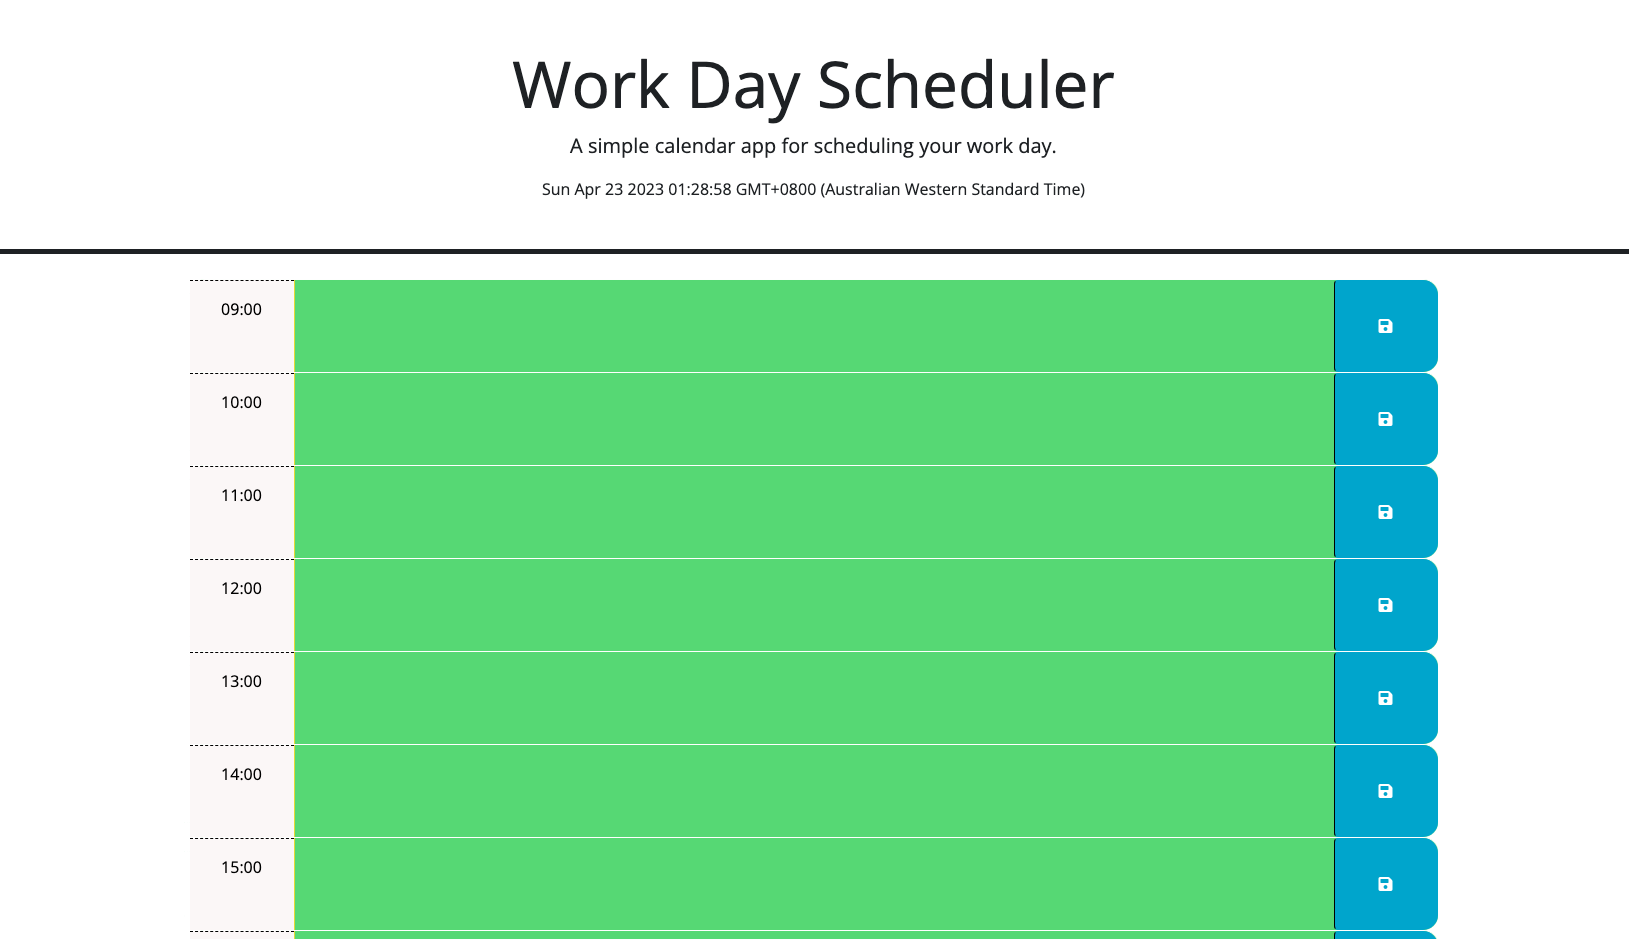 Work Day Scheduler
A simple calendar app for scheduling your work day.
Sun Apr 23 2023 01:28:58 GMT+0800 (Australian Western Standard Time)
09:00
10:00
11:00
12:00
13:00
14:00
15:00